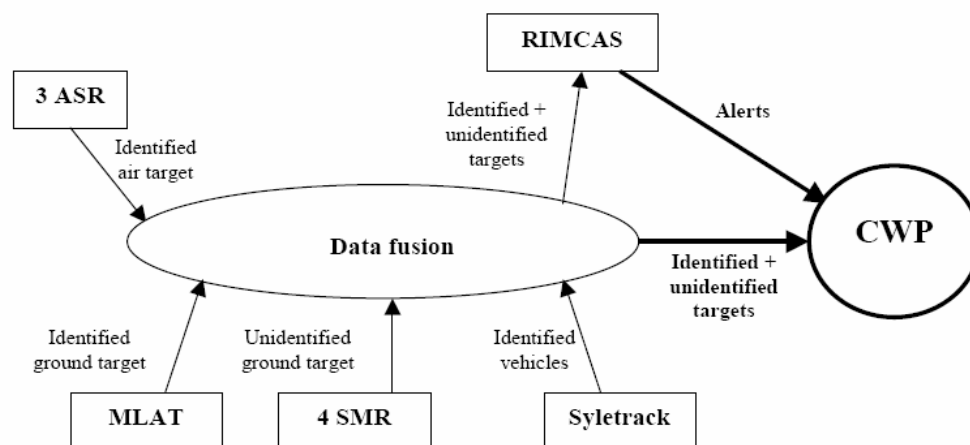 RIMCAS
3 ASR
Identified +
unidentified
targets
Alerts
Identified
air target
CWP
Data fusion
Identified +
unidentified
targets
Identified
ground target
Unidentified
ground target
Identified
vehicles
MLAT
4 SMR
Syletrack